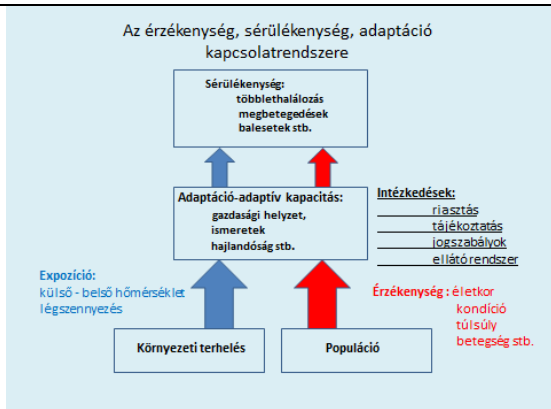 Az érzékenység, sérülékenység, adaptáció
kapcsolatrendszere
Sérülékenység:
többlethalálozás
megbetegedések
balesetek stb.
Adaptáció-adaptív kapacitás:
gazdasági helyzet,
ismeretek
hajlandóság stb.
Intézkedések:
riasztás
tájékoztatás
jogszabályok
ellátó rendszer
Expozíció:
külső - belső hőmérséklet
légszennyezés
Érzékenység : életkor
kondíció
túlsúly
betegség stb.
Környezeti terhelés
Populáció